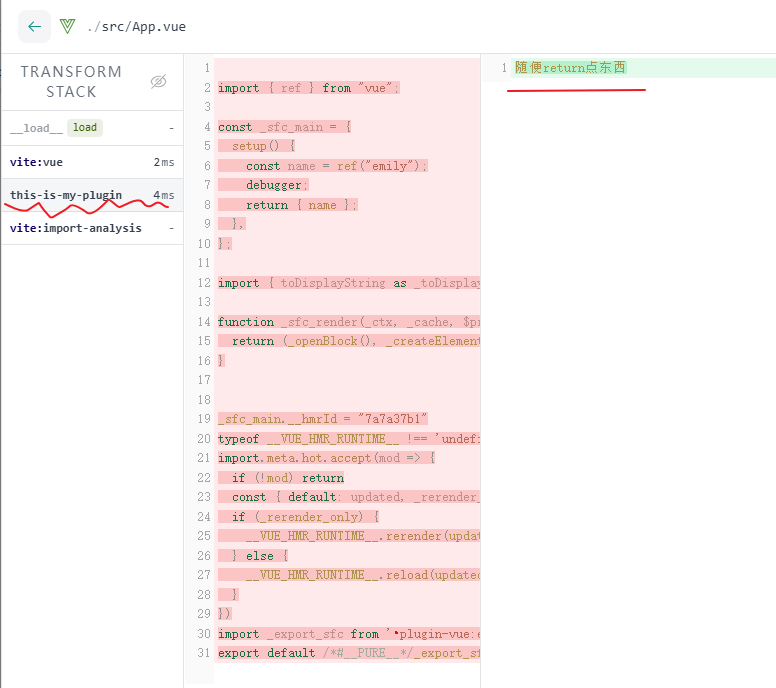 ./src/App.vue
TRANSFORM
STACK
__load__ load -
vite:vue 2ms
this-is-my-plugin 4ms
vite:import-analysis -
1
2 import { ref } from "vue";
3
4 const _sfc_main = {
5 setup() {
6 const name = ref("emily");
7 debugger;
8 return { name };
9 },
10 };
11
12 import { toDisplayString as _toDisplay
13
14 function _sfc_render(_ctx, _cache, $p
15 return (_openBlock(), _createElement
16 }
17
18
19 _sfc_main.__hmrId = "7a7a37b1"
20 typeof __VUE_HMR_RUNTIME__ !== 'undef
21 import.meta.hot.accept(mod => {
22 if (!mod) return
23 const { default: updated, _rerender_
24 if (_rerender_only) {
25 __VUE_HMR_RUNTIME__.rerender(updat
26 } else {
27 __VUE_HMR_RUNTIME__.reload(updated
28 }
29 })
30 import _export_sfc from '•plugin-vue:e
31 export default /*#__PURE__*/_export_sf
1 随便return点东西